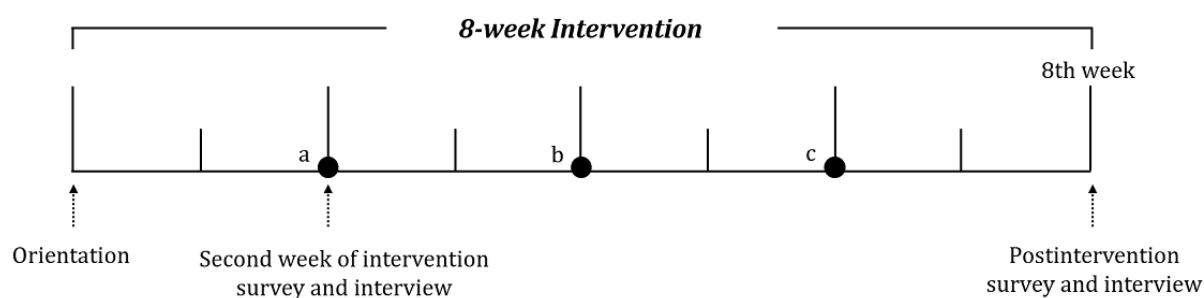 8-week Intervention
8th week
a
b
c
Orientation
Second week of intervention
survey and interview
Postintervention
survey and interview